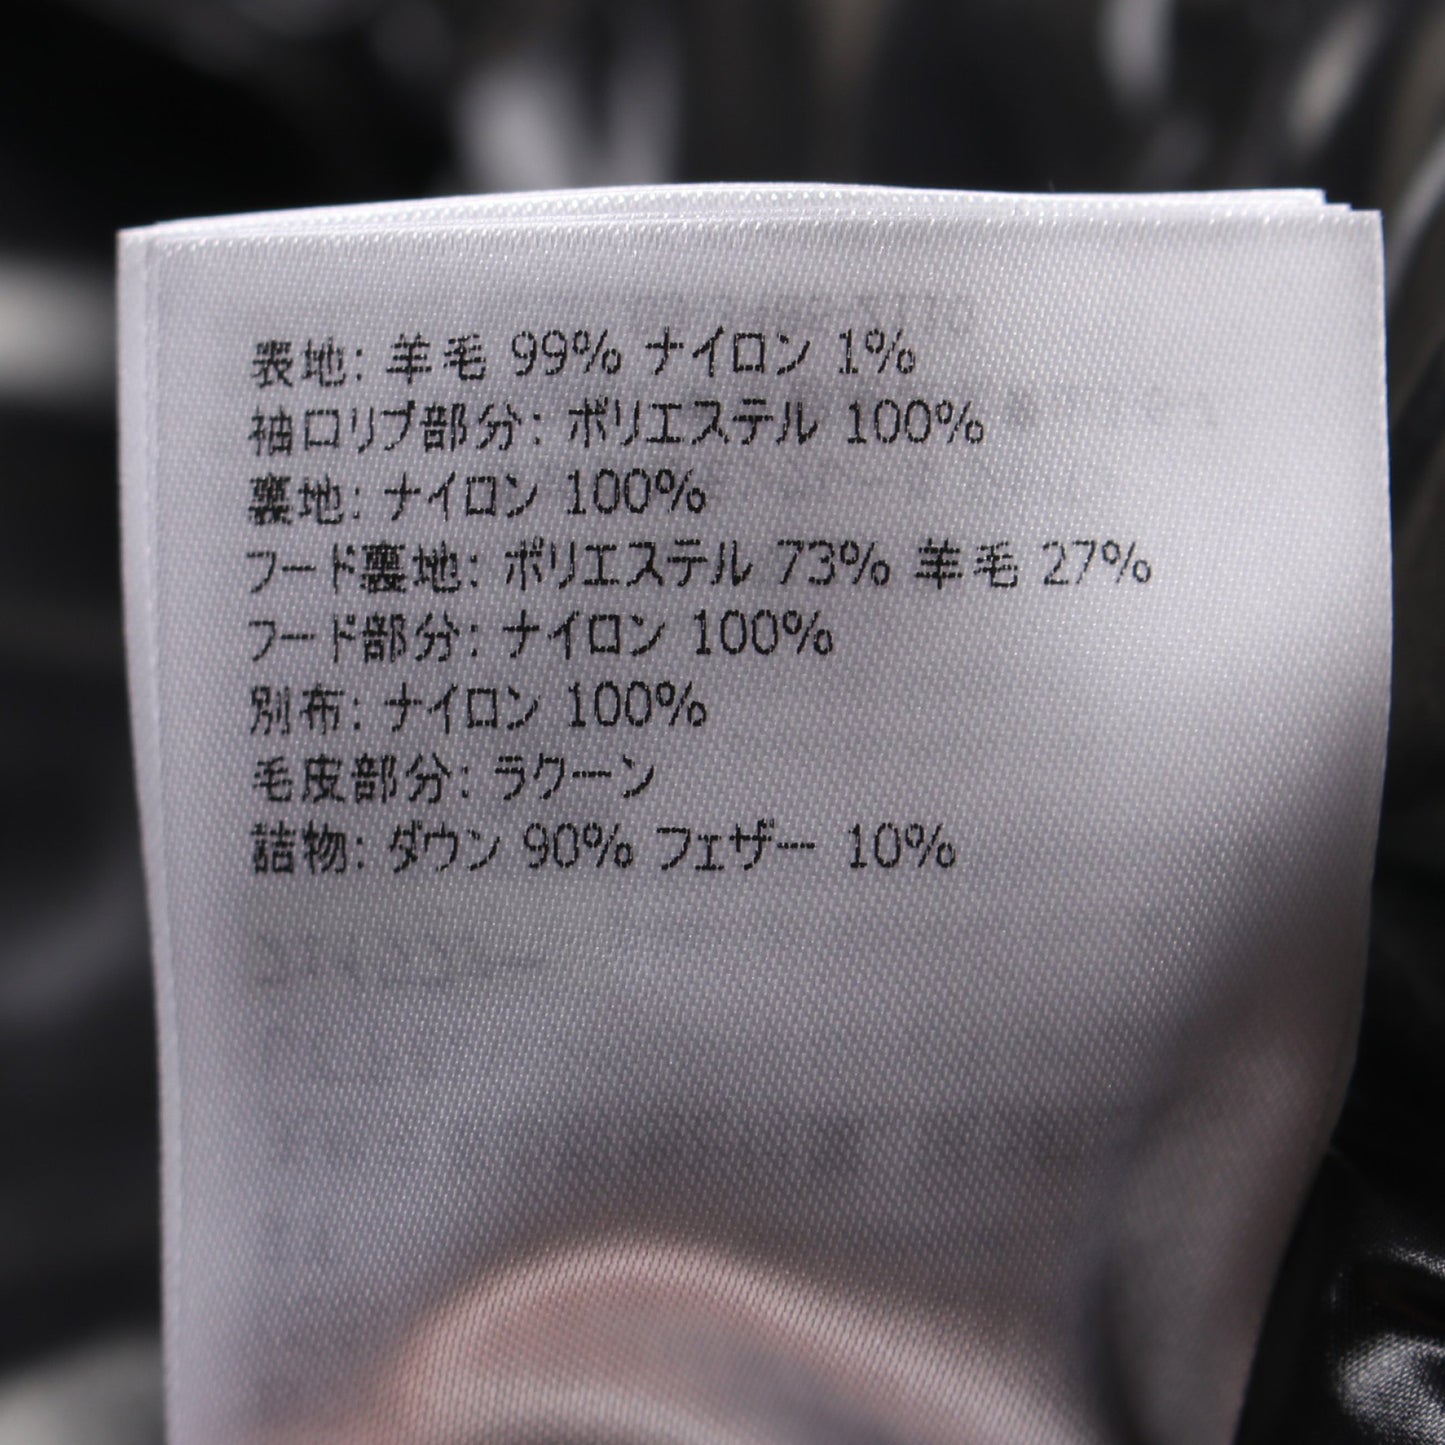 表地: 羊毛 99% ナイロン 1%
袖口リブ部分: ポリエステル 100%
裏地: ナイロン 100%
フード裏地: ポリエステル 73% 羊毛 27%
フード部分: ナイロン 100%
別布: ナイロン 100%
毛皮部分: ラクーン
詰物: ダウン 90% フェザー 10%